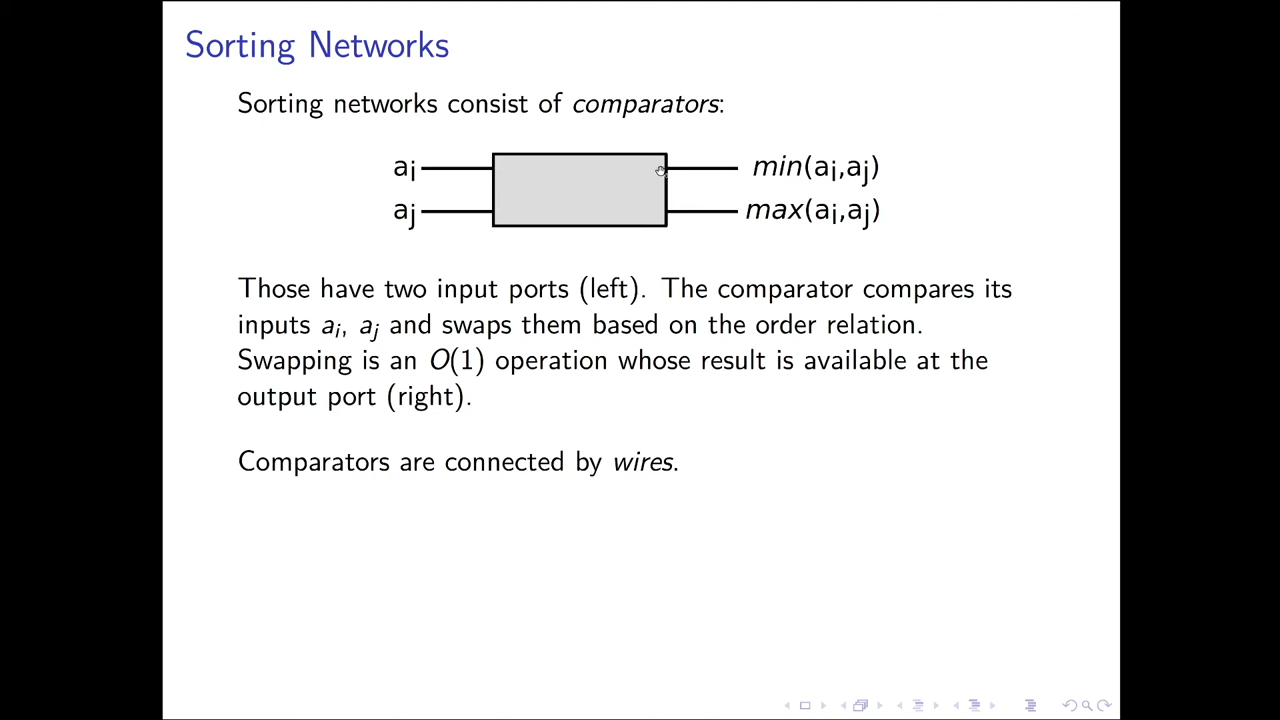 Sorting Networks
Sorting networks consist of comparators:
ai min(ai,aj)
aj max(ai,aj)
Those have two input ports (left). The comparator compares its
inputs ai, aj and swaps them based on the order relation.
Swapping is an O(1) operation whose result is available at the
output port (right).
Comparators are connected by wires.